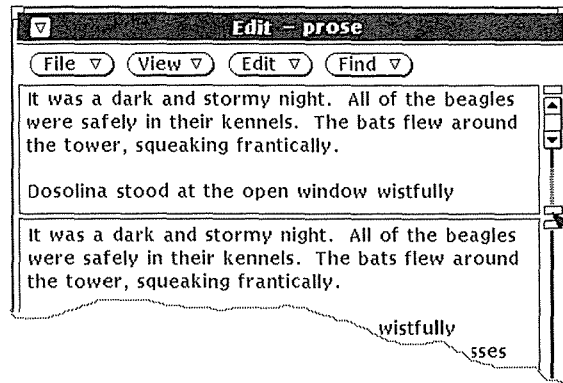 Edit – prose
File View Edit Find
It was a dark and stormy night. All of the beagles
were safely in their kennels. The bats flew around
the tower, squeaking frantically.
Dosolina stood at the open window wistfully
It was a dark and stormy night. All of the beagles
were safely in their kennels. The bats flew around
the tower, squeaking frantically.
wistfully
sses